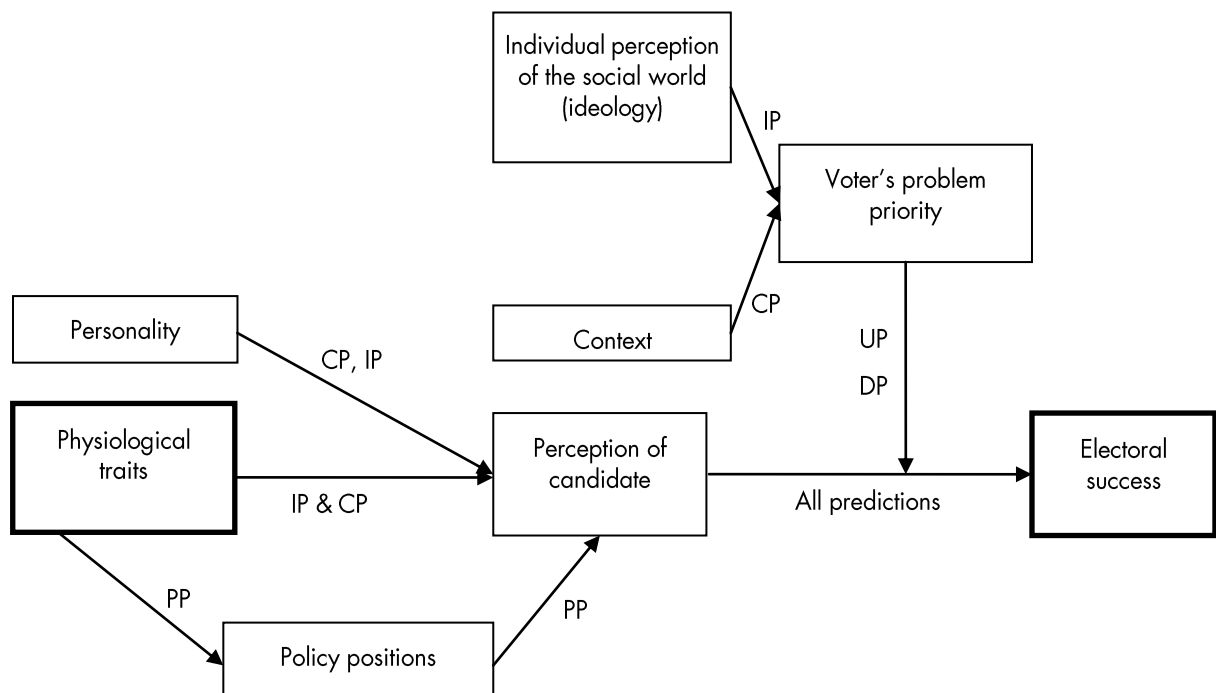 Individual perception
of the social world
(ideology)
IP
Voter’s problem
priority
CP
Context
UP
DP
Personality
CP, IP
Physiological
traits
IP & CP
Perception of
candidate
All predictions
Electoral
success
PP
PP
Policy positions